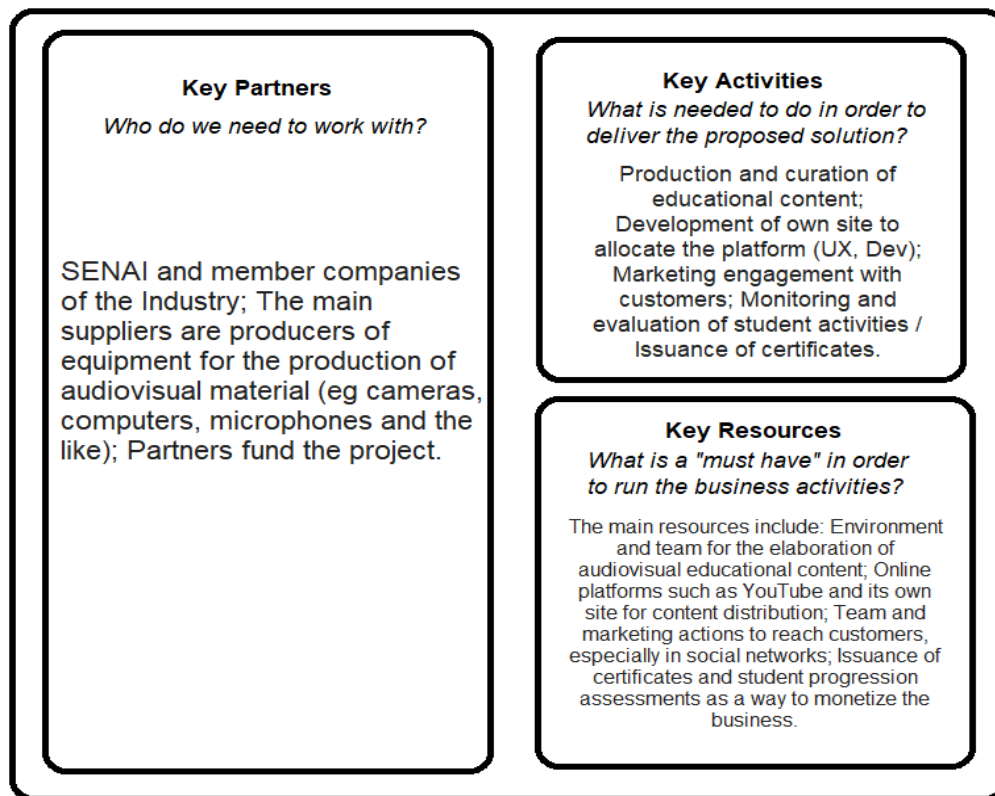 Key Partners
Who do we need to work with?
SENAI and member companies
of the Industry; The main
suppliers are producers of
equipment for the production of
audiovisual material (eg cameras,
computers, microphones and the
like); Partners fund the project.
Key Activities
What is needed to do in order to
deliver the proposed solution?
Production and curation of
educational content;
Development of own site to
allocate the platform (UX, Dev);
Marketing engagement with
customers; Monitoring and
evaluation of student activities /
Issuance of certificates.
Key Resources
What is a "must have" in order
to run the business activities?
The main resources include: Environment
and team for the elaboration of
audiovisual educational content; Online
platforms such as YouTube and its own
site for content distribution; Team and
marketing actions to reach customers,
especially in social networks; Issuance of
certificates and student progression
assessments as a way to monetize the
business.